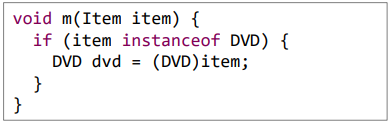 void m(Item item) {
  if (item instanceof DVD) {
    DVD dvd = (DVD)item;
  }
}